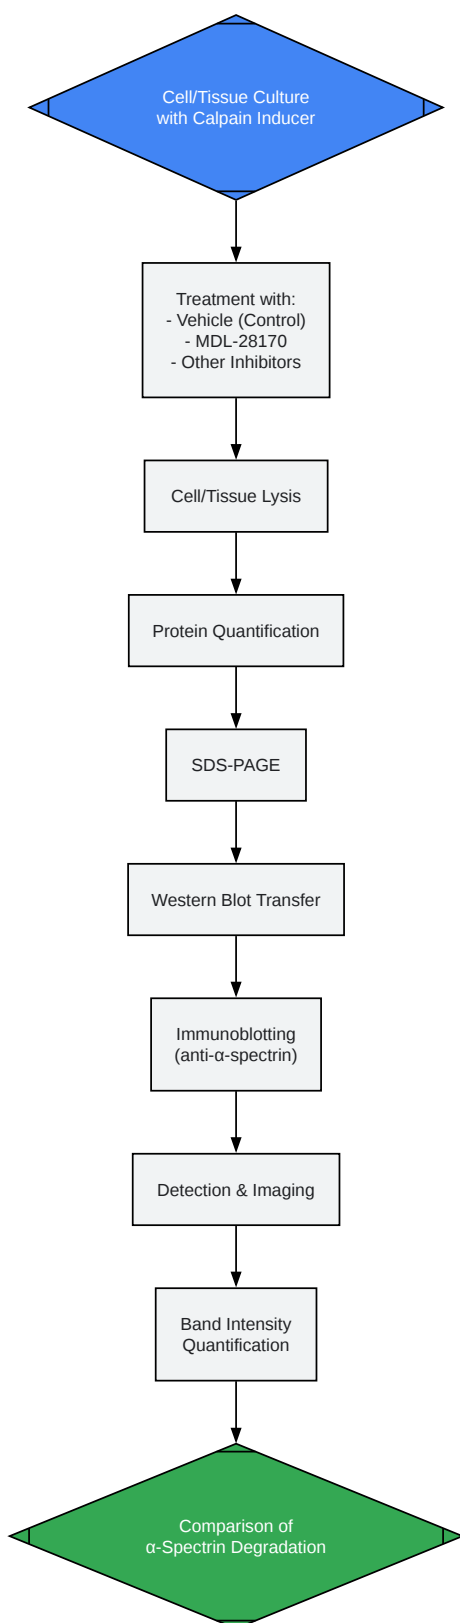 Cell/Tissue Culture
with Calpain Inducer
Treatment with:
- Vehicle (Control)
- MDL-28170
- Other Inhibitors
Cell/Tissue Lysis
Protein Quantification
SDS-PAGE
Western Blot Transfer
Immunoblotting
(anti-α-spectrin)
Detection & Imaging
Band Intensity
Quantification
Comparison of
α-Spectrin Degradation